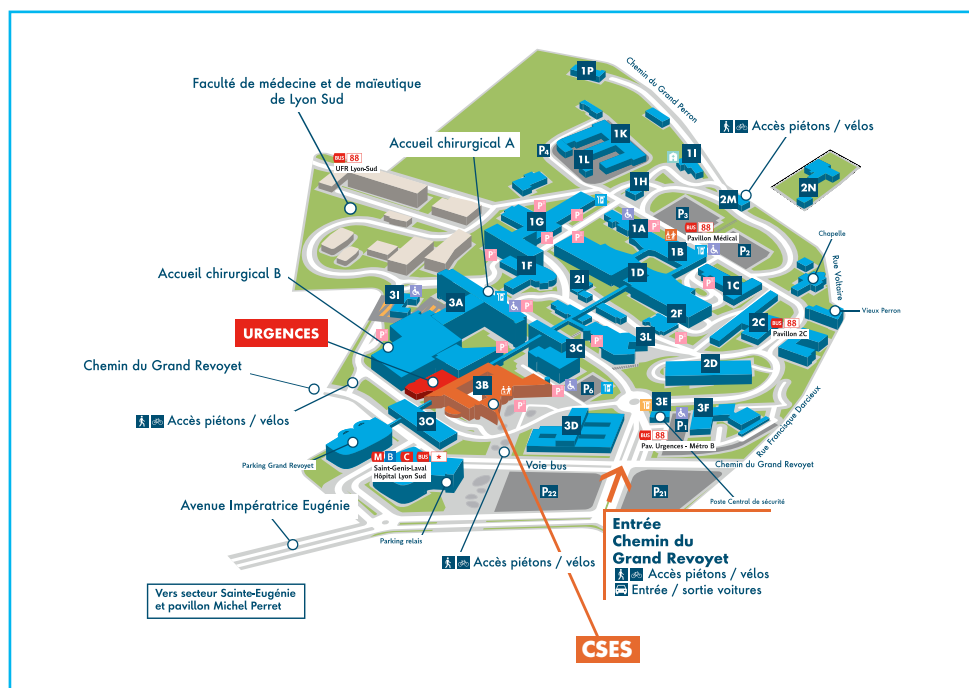 1P
Chemin du Grand Perron
Faculté de médecine et de maïeutique
de Lyon Sud
Accueil chirurgical A
1K
P4
1L
1I
Accès piétons / vélos
BUS 88
UFR Lyon-Sud
1H
2M
2N
P3
1G
P
1A
P
BUS 88
Pavillon Médical
P
P
1B
P2
Chapelle
Rue Voltaire
P
1F
1D
P
1C
Accueil chirurgical B
2I
3I
3A
P
2F
2C
BUS 88
Pavillon 2C
Vieux Perron
URGENCES
P
3L
P
3C
P
Chemin du Grand Revoyet
2D
3B
P
P6
Rue Francisque Darcieux
Accès piétons / vélos
3O
P
P
3D
3E
3F
P1
BUS 88
Pav. Urgences - Métro B
Parking Grand Revoyet
M B C BUS
Saint-Genis-Laval
Hôpital Lyon Sud
Voie bus
Chemin du Grand Revoyet
P22
P21
Poste Central de sécurité
Avenue Impératrice Eugénie
Parking relais
Accès piétons / vélos
Entrée
Chemin du
Grand Revoyet
Accès piétons / vélos
Entrée / sortie voitures
Vers secteur Sainte-Eugénie
et pavillon Michel Perret
CSES